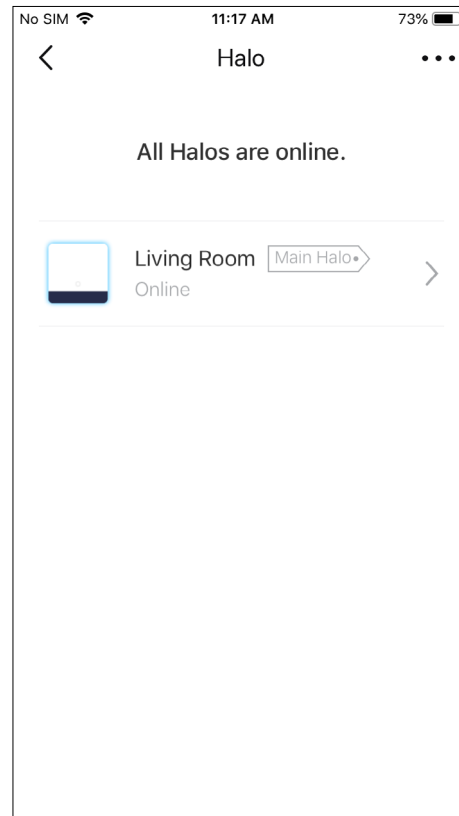 No SIM 11:17 AM 73%
Halo
All Halos are online.
Living Room Main Halo
Online